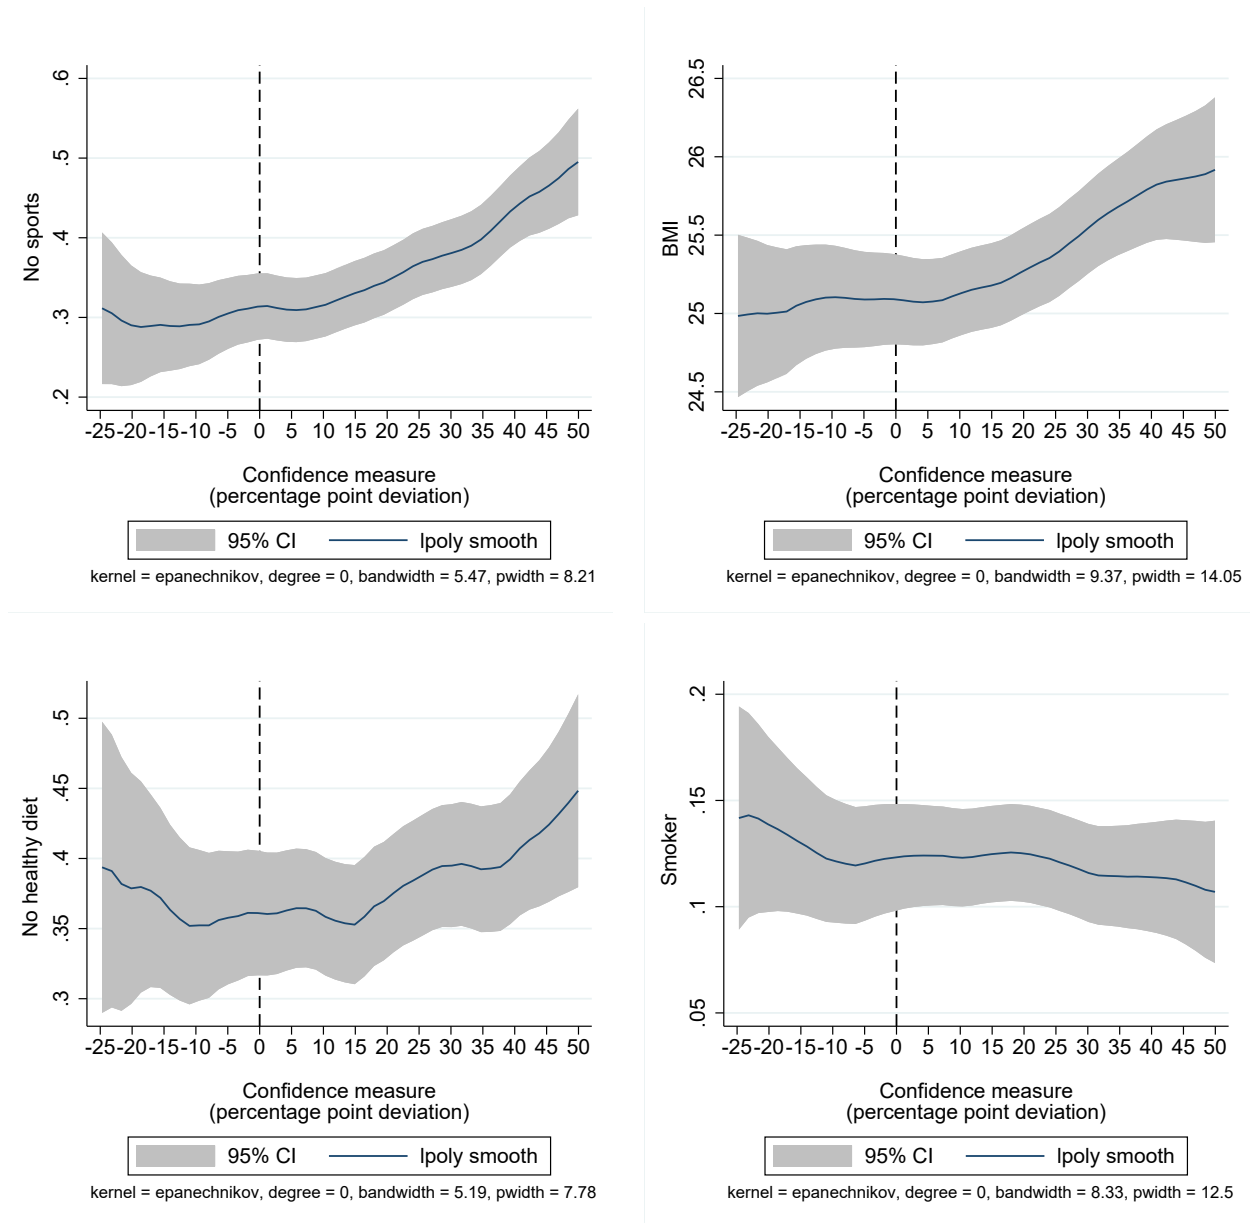 No sports
.6
.5
.4
.3
.2
-25 -20 -15 -10 -5 0 5 10 15 20 25 30 35 40 45 50
Confidence measure
(percentage point deviation)
95% CI lpoly smooth
kernel = epanechnikov, degree = 0, bandwidth = 5.47, pwidth = 8.21
BMI
26.5
26
25.5
25
24.5
-25 -20 -15 -10 -5 0 5 10 15 20 25 30 35 40 45 50
Confidence measure
(percentage point deviation)
95% CI lpoly smooth
kernel = epanechnikov, degree = 0, bandwidth = 9.37, pwidth = 14.05
No healthy diet
.5
.45
.4
.35
.3
-25 -20 -15 -10 -5 0 5 10 15 20 25 30 35 40 45 50
Confidence measure
(percentage point deviation)
95% CI lpoly smooth
kernel = epanechnikov, degree = 0, bandwidth = 5.19, pwidth = 7.78
Smoker
.2
.15
.1
.05
-25 -20 -15 -10 -5 0 5 10 15 20 25 30 35 40 45 50
Confidence measure
(percentage point deviation)
95% CI lpoly smooth
kernel = epanechnikov, degree = 0, bandwidth = 8.33, pwidth = 12.5